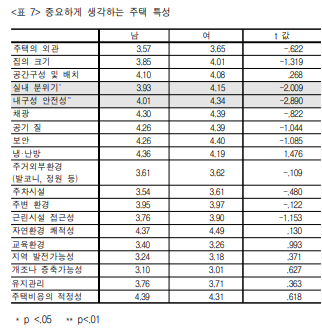 <표 7> 중요하게 생각하는 주택 특성
남 여 t 값
주택의 외관 3.57 3.65 -.622
집의 크기 3.85 4.01 -1.319
공간구성 및 배치 4.10 4.08 .268
실내 분위기* 3.93 4.15 -2.009
내구성 안전성** 4.01 4.34 -2.890
채광 4.30 4.39 -.822
공기 질 4.26 4.39 -1.044
보안 4.26 4.40 -1.085
냉·난방 4.36 4.19 1.476
주거외부환경
(발코니, 정원 등) 3.61 3.62 -.109
주차시설 3.54 3.61 -.480
주변 환경 3.95 3.97 -.122
근린시설 접근성 3.76 3.90 -1.153
자연환경 쾌적성 4.37 4.49 .130
교육환경 3.40 3.26 .993
지역 발전가능성 3.24 3.18 .371
개조나 증축가능성 3.10 3.01 .627
유지관리 3.76 3.71 .363
주택비용의 적정성 4.39 4.31 .618
* p <.05 ** p<.01